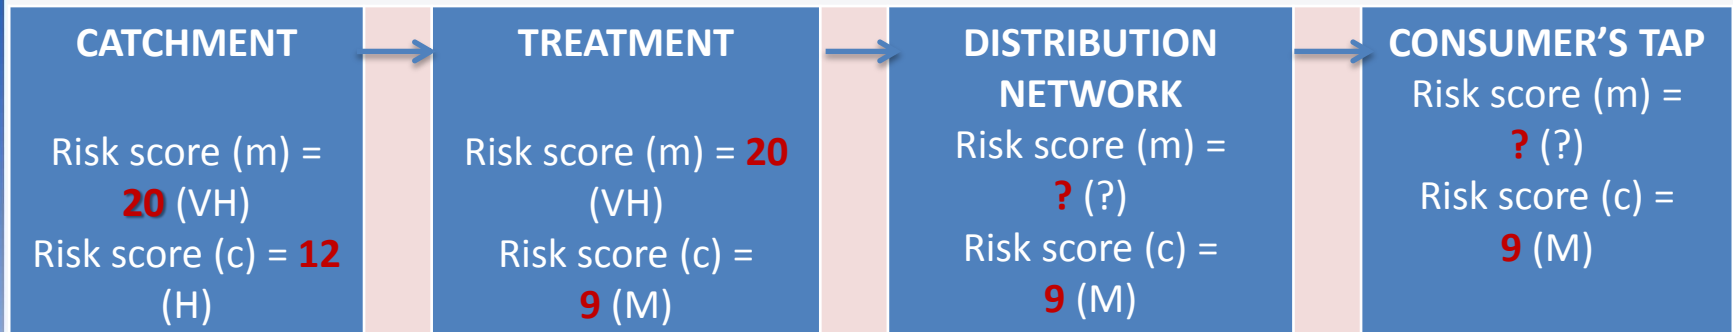 CATCHMENT
Risk score (m) =
20 (VH)
Risk score (c) = 12
(H)
TREATMENT
Risk score (m) = 20
(VH)
Risk score (c) =
9 (M)
DISTRIBUTION
NETWORK
Risk score (m) =
? (?)
Risk score (c) =
9 (M)
CONSUMER’S TAP
Risk score (m) =
? (?)
Risk score (c) =
9 (M)